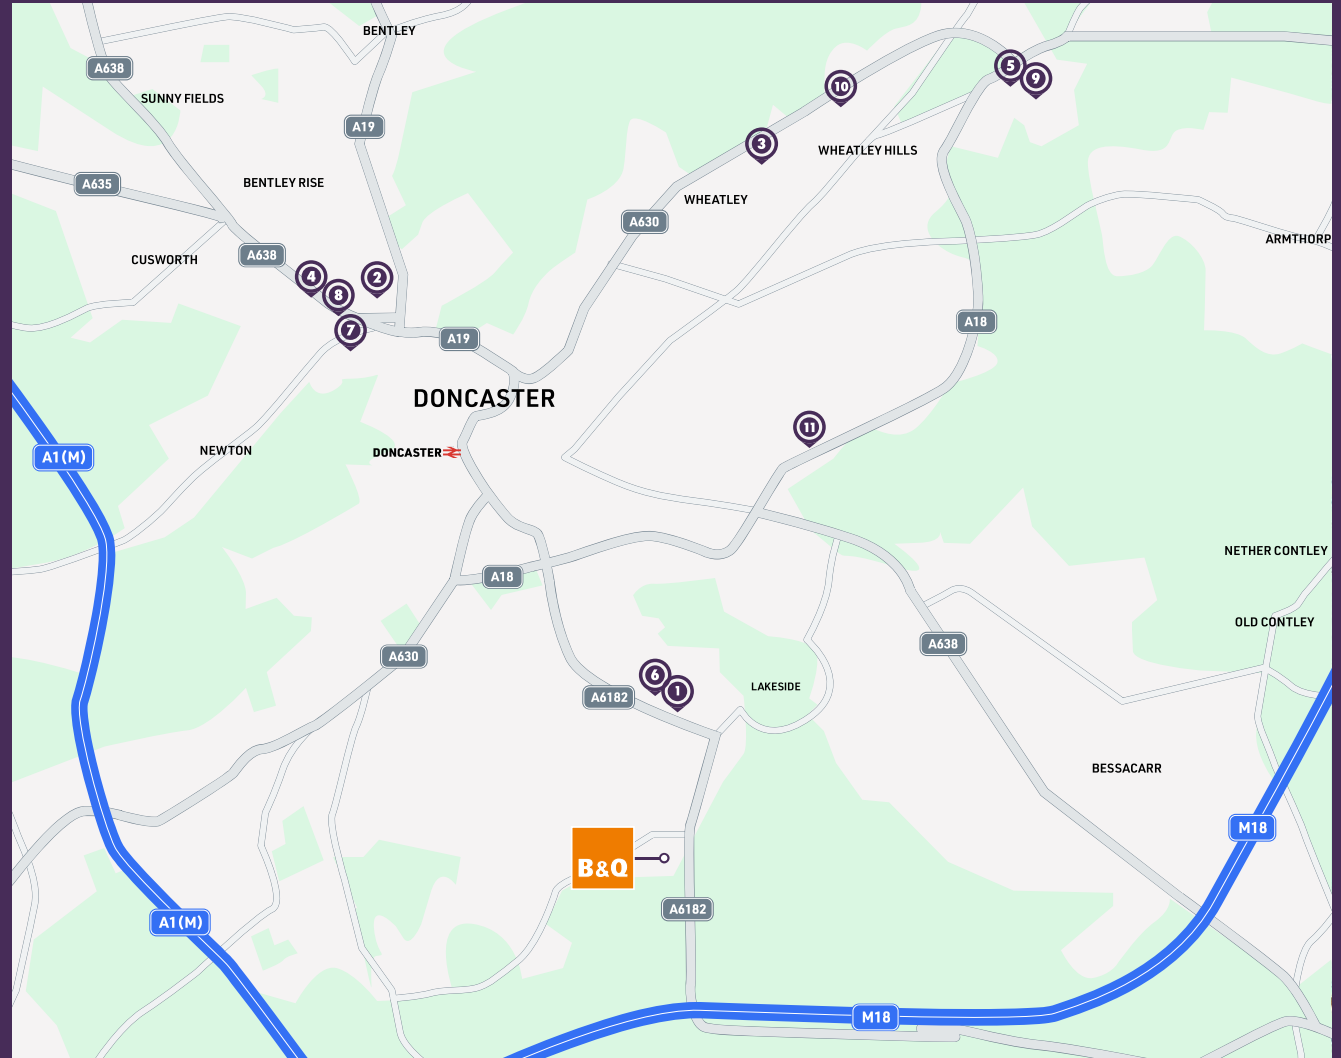 BENTLEY
A638
5
9
10
SUNNY FIELDS
A19
3
WHEATLEY HILLS
A635
BENTLEY RISE
WHEATLEY
A630
ARMTHORP
CUSWORTH
A638
4
2
8
7
A19
A18
DONCASTER
11
NEWTON
DONCASTER
A1(M)
NETHER CONTLEY
A18
OLD CONTLEY
A630
A638
6
1
LAKESIDE
A6182
BESSACARR
M18
B&Q
A6182
A1(M)
M18